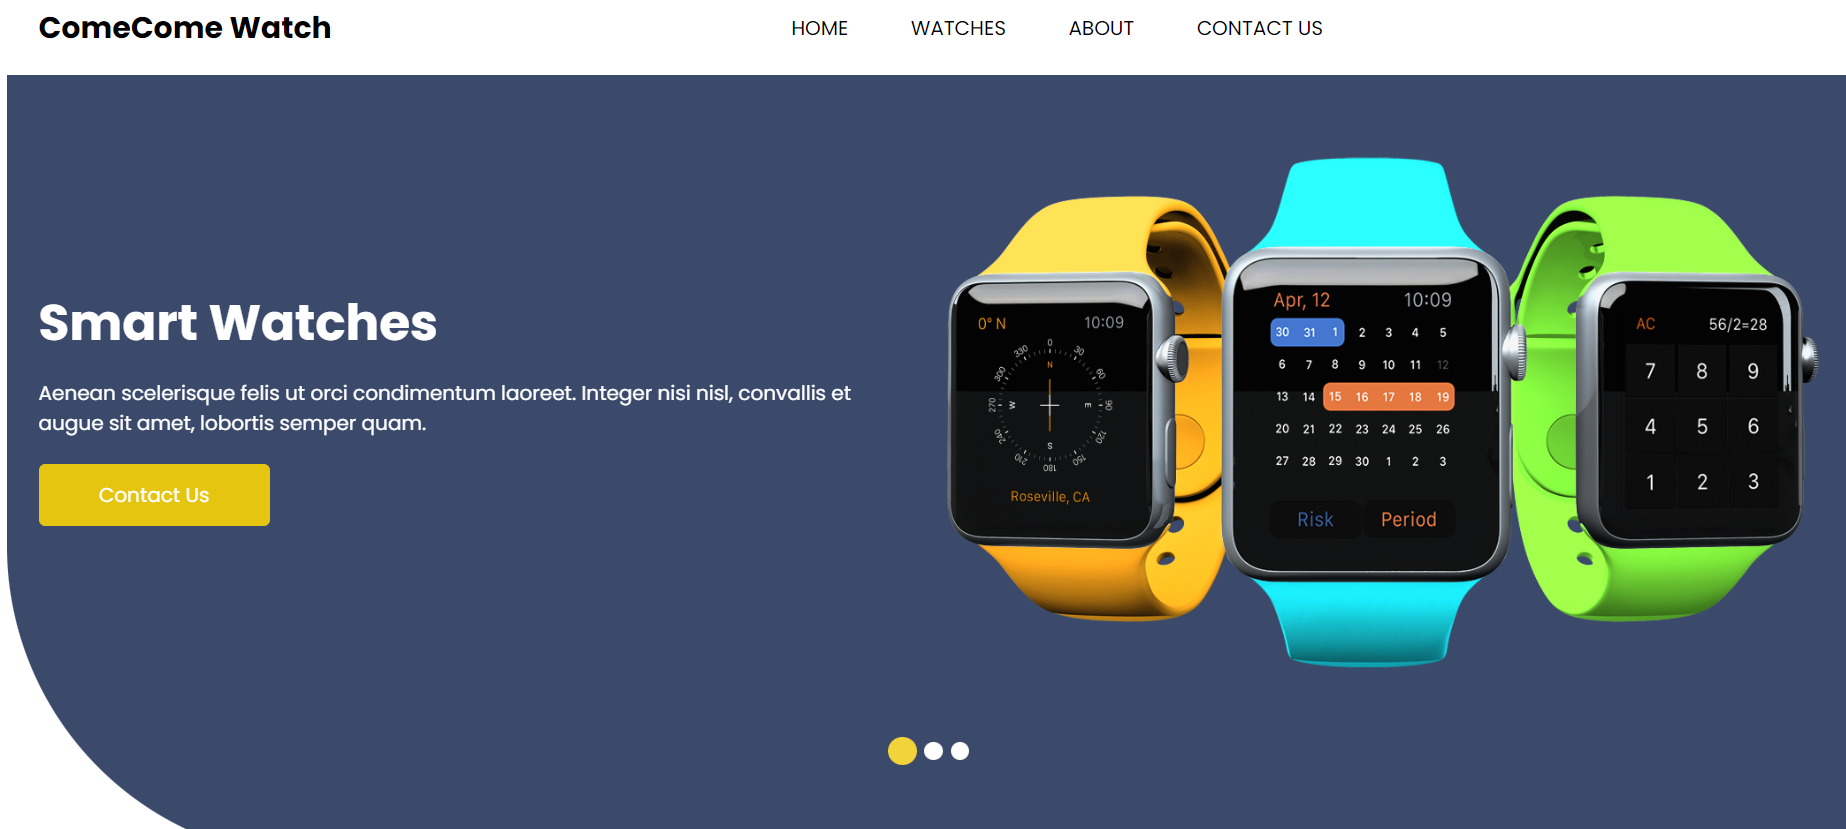 ComeCome Watch
HOME WATCHES ABOUT CONTACT US
Smart Watches
Aenean scelerisque felis ut orci condimentum laoreet. Integer nisi nisl, convallis et
augue sit amet, lobortis semper quam.
Contact Us
0° N 10:09
0 30 60 90 120 150 180 210 240 270 300 330
N E S W
Roseville, CA
Apr, 12 10:09
30 31 1 2 3 4 5
6 7 8 9 10 11 12
13 14 15 16 17 18 19
20 21 22 23 24 25 26
27 28 29 30 1 2 3
Risk Period
AC 56/2=28
7 8 9
4 5 6
1 2 3